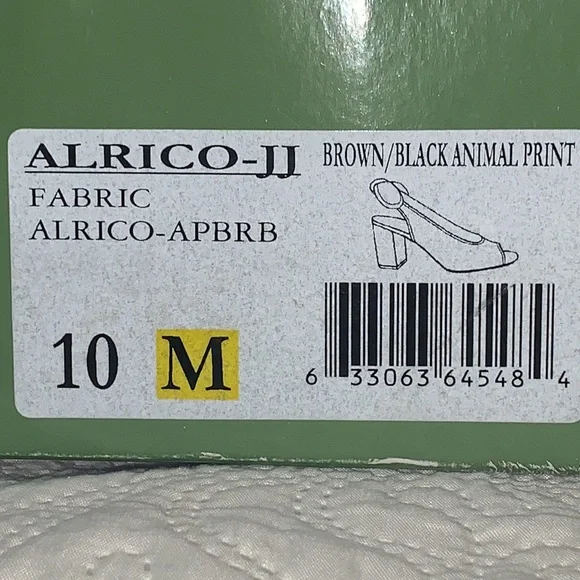 ALRICO-JJ BROWN/BLACK ANIMAL PRINT
FABRIC
ALRICO-APBRB
10 M
6 33063 64548 4